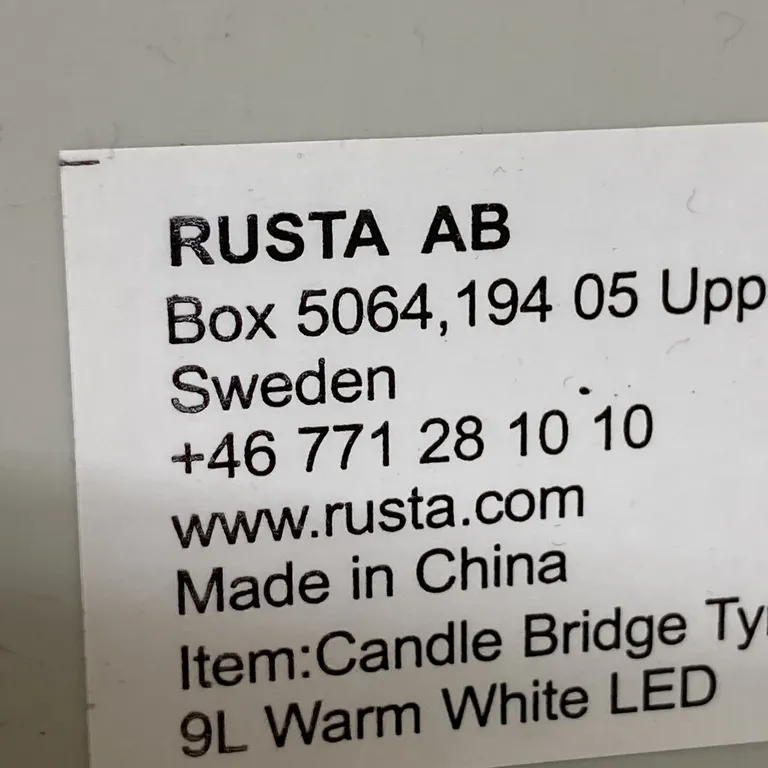 RUSTA AB
Box 5064,194 05 Upp
Sweden
+46 771 28 10 10
www.rusta.com
Made in China
Item:Candle Bridge Ty
9L Warm White LED